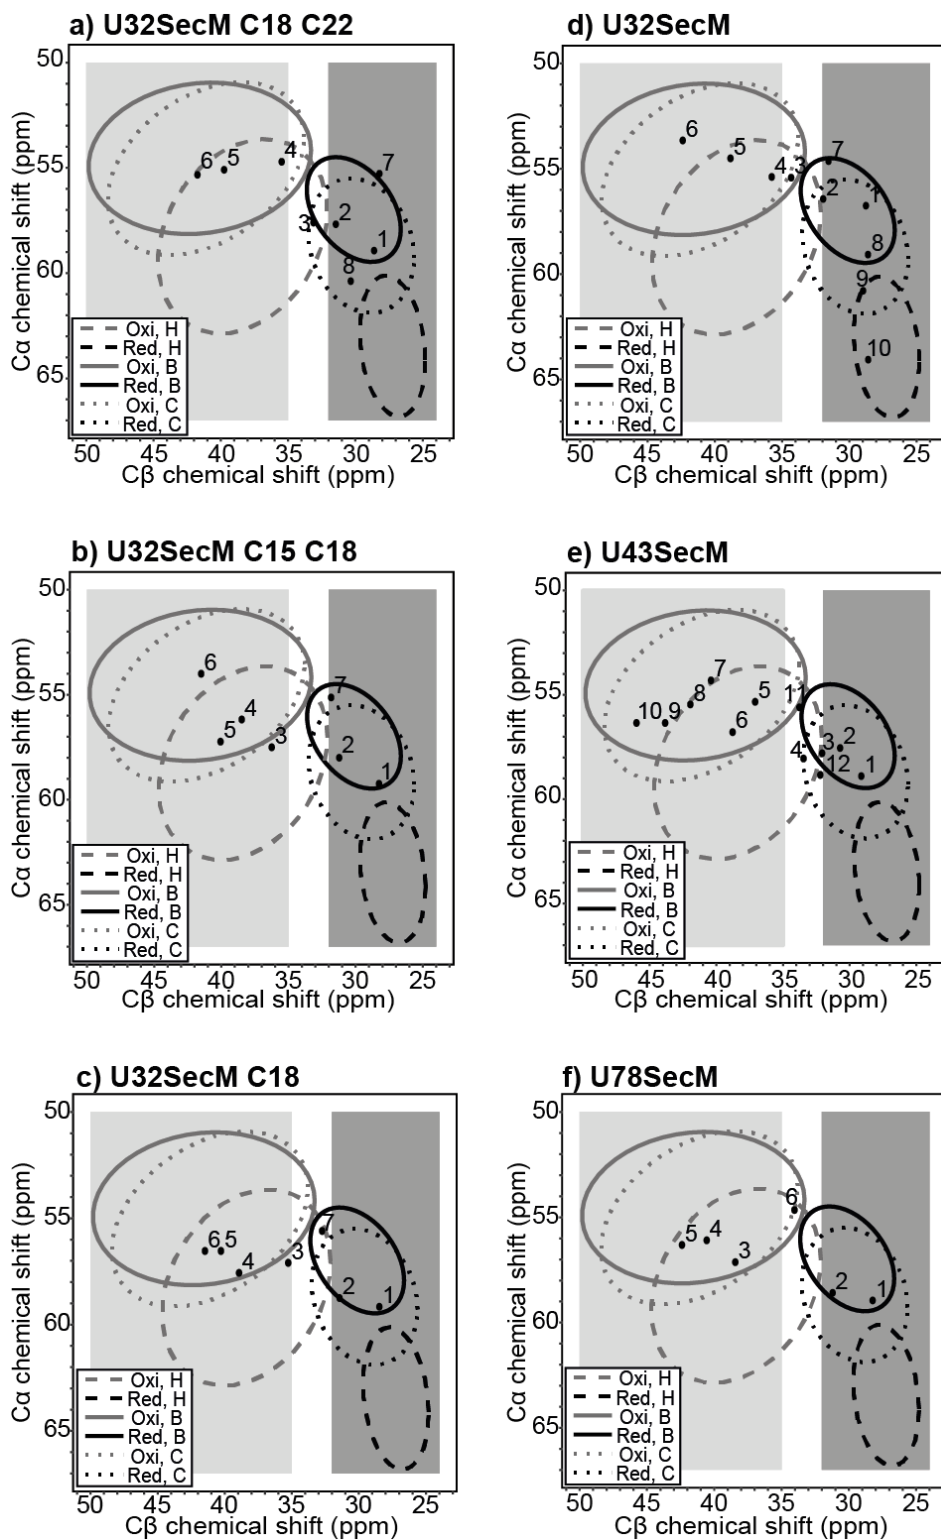 a) U32SecM C18 C22
50
55
60
65
Cα chemical shift (ppm)
6 5 4 7
3 2
1
8
Oxi, H
Red, H
Oxi, B
Red, B
Oxi, C
Red, C
50 45 40 35 30 25
Cβ chemical shift (ppm)
d) U32SecM
50
55
60
65
Cα chemical shift (ppm)
6
5 4 3 7
2 1
8
9
10
Oxi, H
Red, H
Oxi, B
Red, B
Oxi, C
Red, C
50 45 40 35 30 25
Cβ chemical shift (ppm)
b) U32SecM C15 C18
50
55
60
65
Cα chemical shift (ppm)
6
7
4
5 3 2
1
Oxi, H
Red, H
Oxi, B
Red, B
Oxi, C
Red, C
50 45 40 35 30 25
Cβ chemical shift (ppm)
e) U43SecM
50
55
60
65
Cα chemical shift (ppm)
7
10 9 8 5 11
6
4 3 2
12 1
Oxi, H
Red, H
Oxi, B
Red, B
Oxi, C
Red, C
50 45 40 35 30 25
Cβ chemical shift (ppm)
c) U32SecM C18
50
55
60
65
Cα chemical shift (ppm)
7
6 5 3
4
2 1
Oxi, H
Red, H
Oxi, B
Red, B
Oxi, C
Red, C
50 45 40 35 30 25
Cβ chemical shift (ppm)
f) U78SecM
50
55
60
65
Cα chemical shift (ppm)
6
5 4
3
2 1
Oxi, H
Red, H
Oxi, B
Red, B
Oxi, C
Red, C
50 45 40 35 30 25
Cβ chemical shift (ppm)